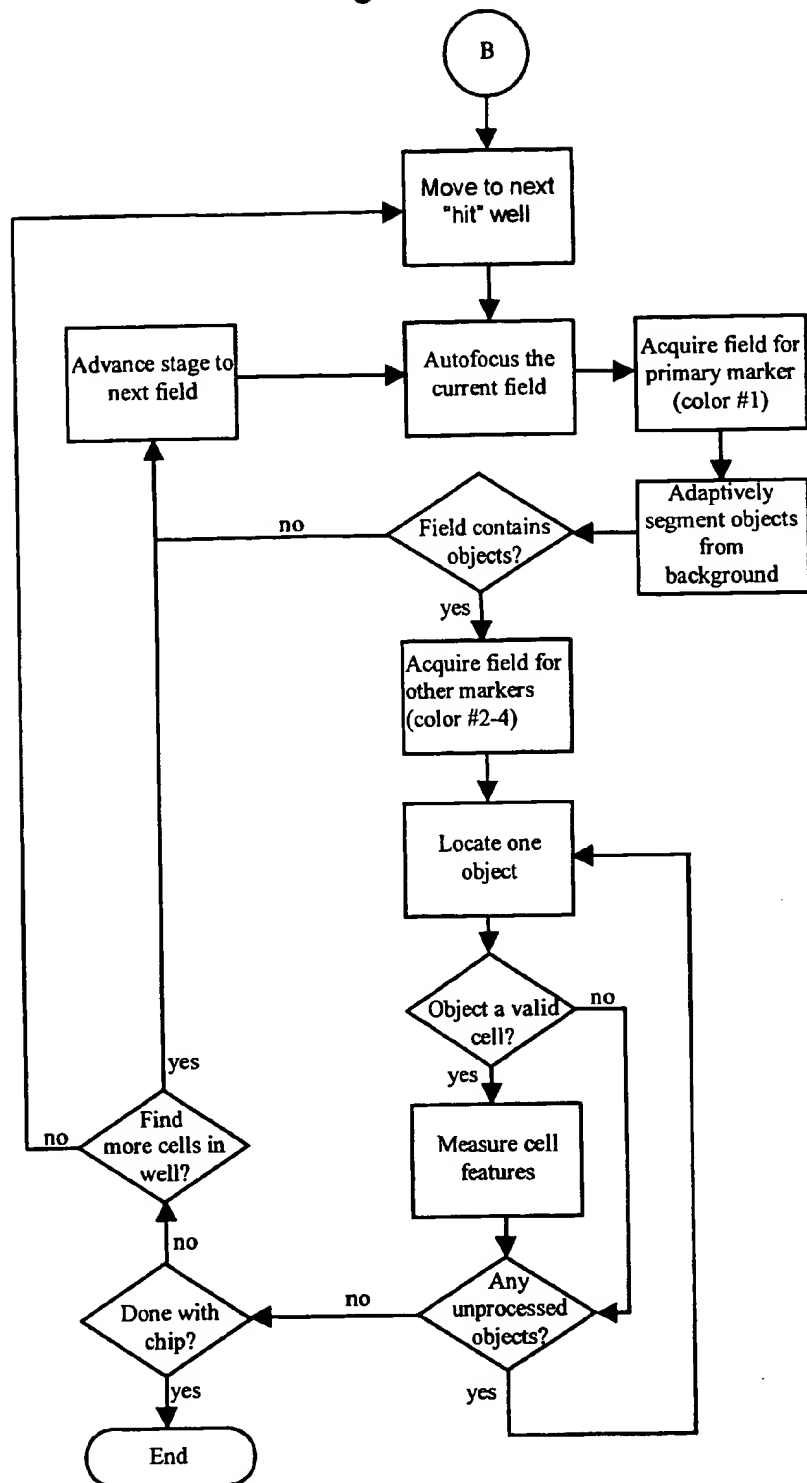 B
Move to next
"hit" well
Advance stage to
next field
Autofocus the
current field
Acquire field for
primary marker
(color #1)
Adaptively
segment objects
from
background
Field contains
objects?
no
yes
Acquire field for
other markers
(color #2-4)
Locate one
object
Object a valid
cell?
no
yes
Measure cell
features
Any
unprocessed
objects?
no
yes
Done with
chip?
no
yes
Find
more cells in
well?
no
yes
End